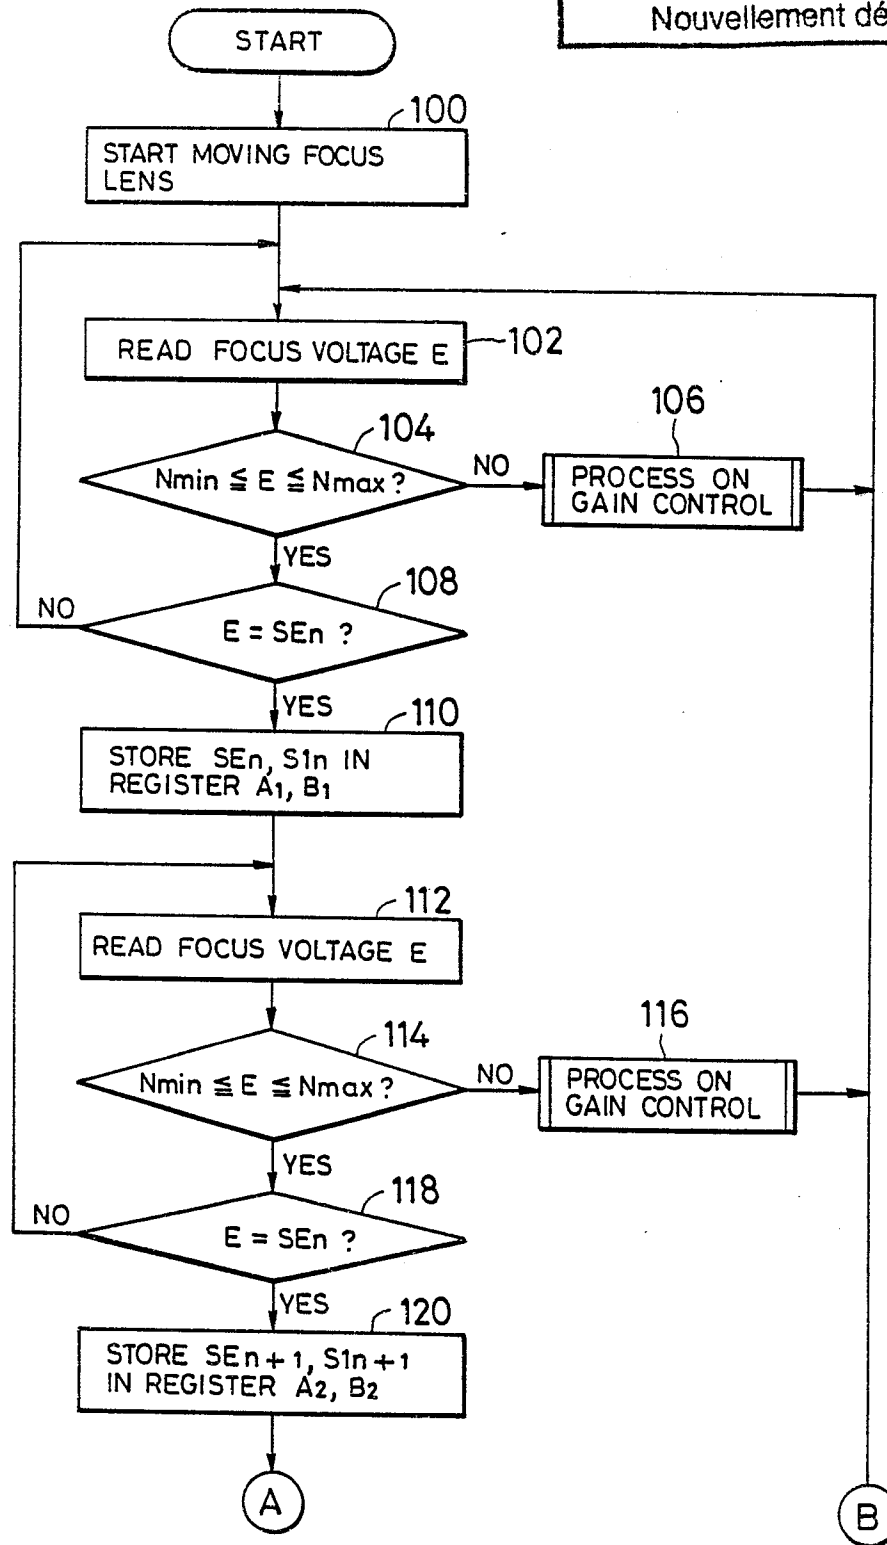 Nouvellement dé
START
100
START MOVING FOCUS
LENS
READ FOCUS VOLTAGE E
102
104
Nmin ≦ E ≦ Nmax ?
NO
106
PROCESS ON
GAIN CONTROL
YES
108
NO
E = SEn ?
YES
110
STORE SEn, S1n IN
REGISTER A1, B1
112
READ FOCUS VOLTAGE E
114
Nmin ≦ E ≦ Nmax ?
NO
116
PROCESS ON
GAIN CONTROL
YES
118
NO
E = SEn ?
YES
120
STORE SEn+1, S1n+1
IN REGISTER A2, B2
A
B